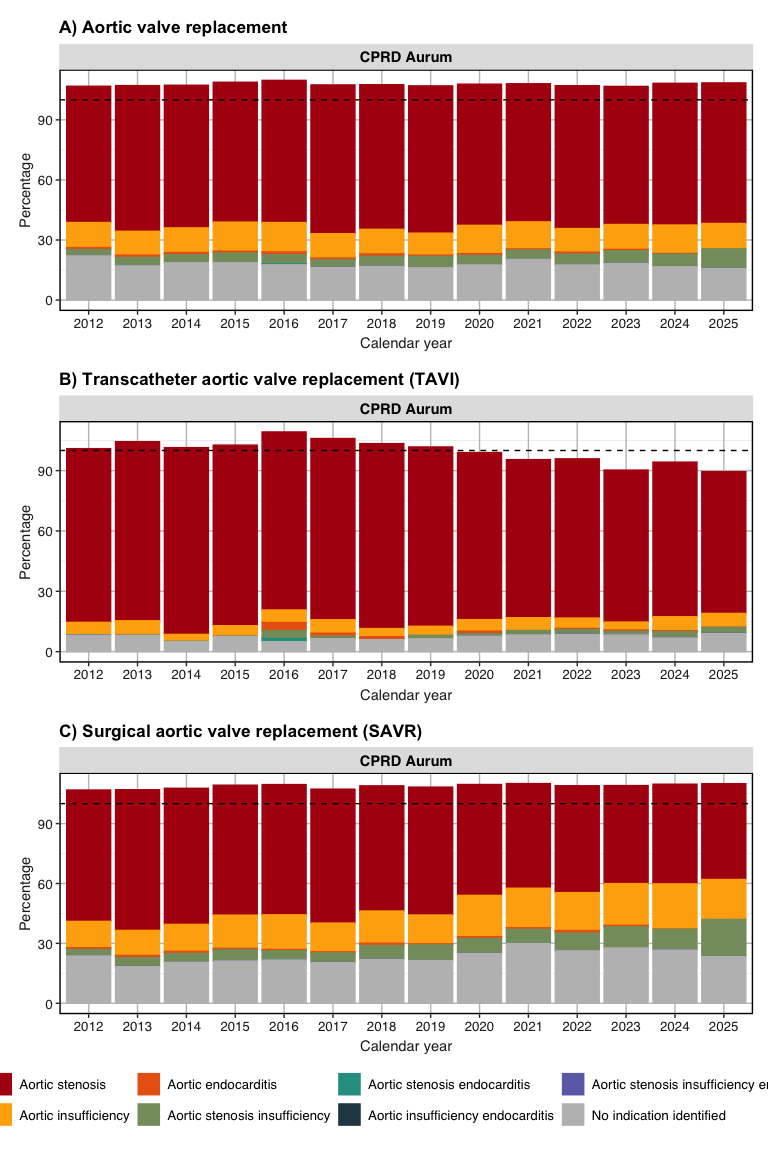 A) Aortic valve replacement
CPRD Aurum
Percentage
90
60
30
0
2012 2013 2014 2015 2016 2017 2018 2019 2020 2021 2022 2023 2024 2025
Calendar year
B) Transcatheter aortic valve replacement (TAVI)
CPRD Aurum
Percentage
90
60
30
0
2012 2013 2014 2015 2016 2017 2018 2019 2020 2021 2022 2023 2024 2025
Calendar year
C) Surgical aortic valve replacement (SAVR)
CPRD Aurum
Percentage
90
60
30
0
2012 2013 2014 2015 2016 2017 2018 2019 2020 2021 2022 2023 2024 2025
Calendar year
Aortic stenosis Aortic endocarditis Aortic stenosis endocarditis Aortic stenosis insufficiency
Aortic insufficiency Aortic stenosis insufficiency Aortic insufficiency endocarditis No indication identified